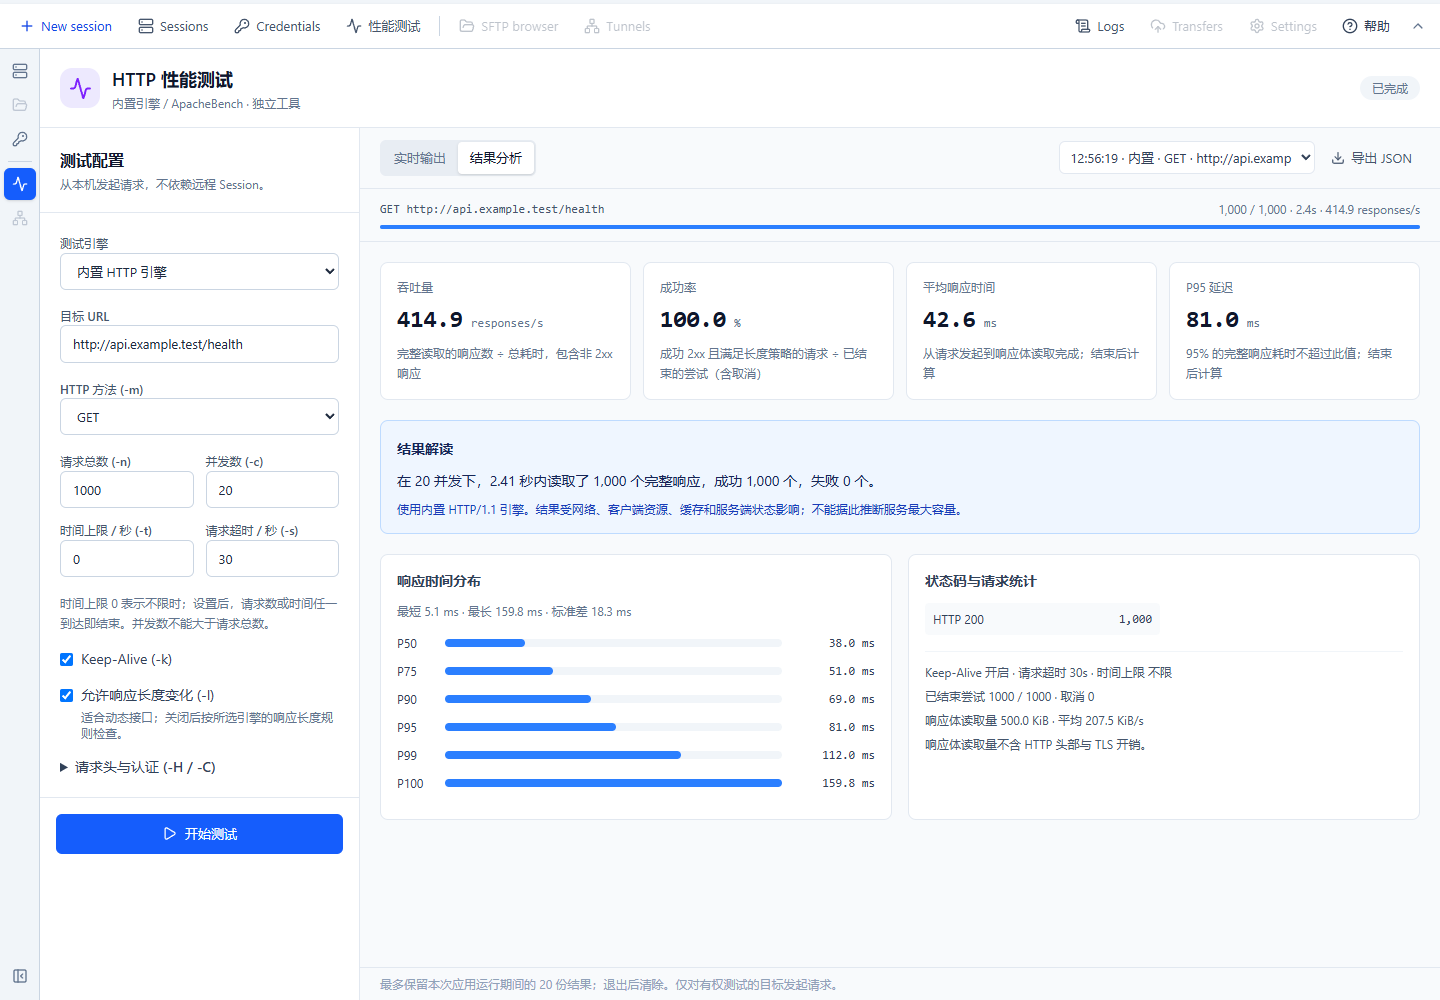 New session
Sessions
Credentials
性能测试
SFTP browser
Tunnels
Logs
Transfers
Settings
帮助
HTTP 性能测试
内置引擎 / ApacheBench · 独立工具
已完成
测试配置
从本机发起请求，不依赖远程 Session。
测试引擎
内置 HTTP 引擎
目标 URL
http://api.example.test/health
HTTP 方法 (-m)
GET
请求总数 (-n)
并发数 (-c)
1000
20
时间上限 / 秒 (-t)
请求超时 / 秒 (-s)
0
30
时间上限 0 表示不限时；设置后，请求数或时间任一
到达即结束。并发数不能大于请求总数。
Keep-Alive (-k)
允许响应长度变化 (-l)
适合动态接口；关闭后按所选引擎的响应长度规
则检查。
请求头与认证 (-H / -C)
开始测试
实时输出
结果分析
12:56:19 · 内置 · GET · http://api.examp
导出 JSON
GET http://api.example.test/health
1,000 / 1,000 · 2.4s · 414.9 responses/s
吞吐量
414.9 responses/s
完整读取的响应数 ÷ 总耗时，包含非 2xx
响应
成功率
100.0 %
成功 2xx 且满足长度策略的请求 ÷ 已结
束的尝试（含取消）
平均响应时间
42.6 ms
从请求发起到响应体读取完成；结束后计
算
P95 延迟
81.0 ms
95% 的完整响应耗时不超过此值；结束
后计算
结果解读
在 20 并发下，2.41 秒内读取了 1,000 个完整响应，成功 1,000 个，失败 0 个。
使用内置 HTTP/1.1 引擎。结果受网络、客户端资源、缓存和服务端状态影响；不能据此推断服务最大容量。
响应时间分布
最短 5.1 ms · 最长 159.8 ms · 标准差 18.3 ms
P50 38.0 ms
P75 51.0 ms
P90 69.0 ms
P95 81.0 ms
P99 112.0 ms
P100 159.8 ms
状态码与请求统计
HTTP 200 1,000
Keep-Alive 开启 · 请求超时 30s · 时间上限 不限
已结束尝试 1000 / 1000 · 取消 0
响应体读取量 500.0 KiB · 平均 207.5 KiB/s
响应体读取量不含 HTTP 头部与 TLS 开销。
最多保留本次应用运行期间的 20 份结果；退出后清除。仅对有权测试的目标发起请求。